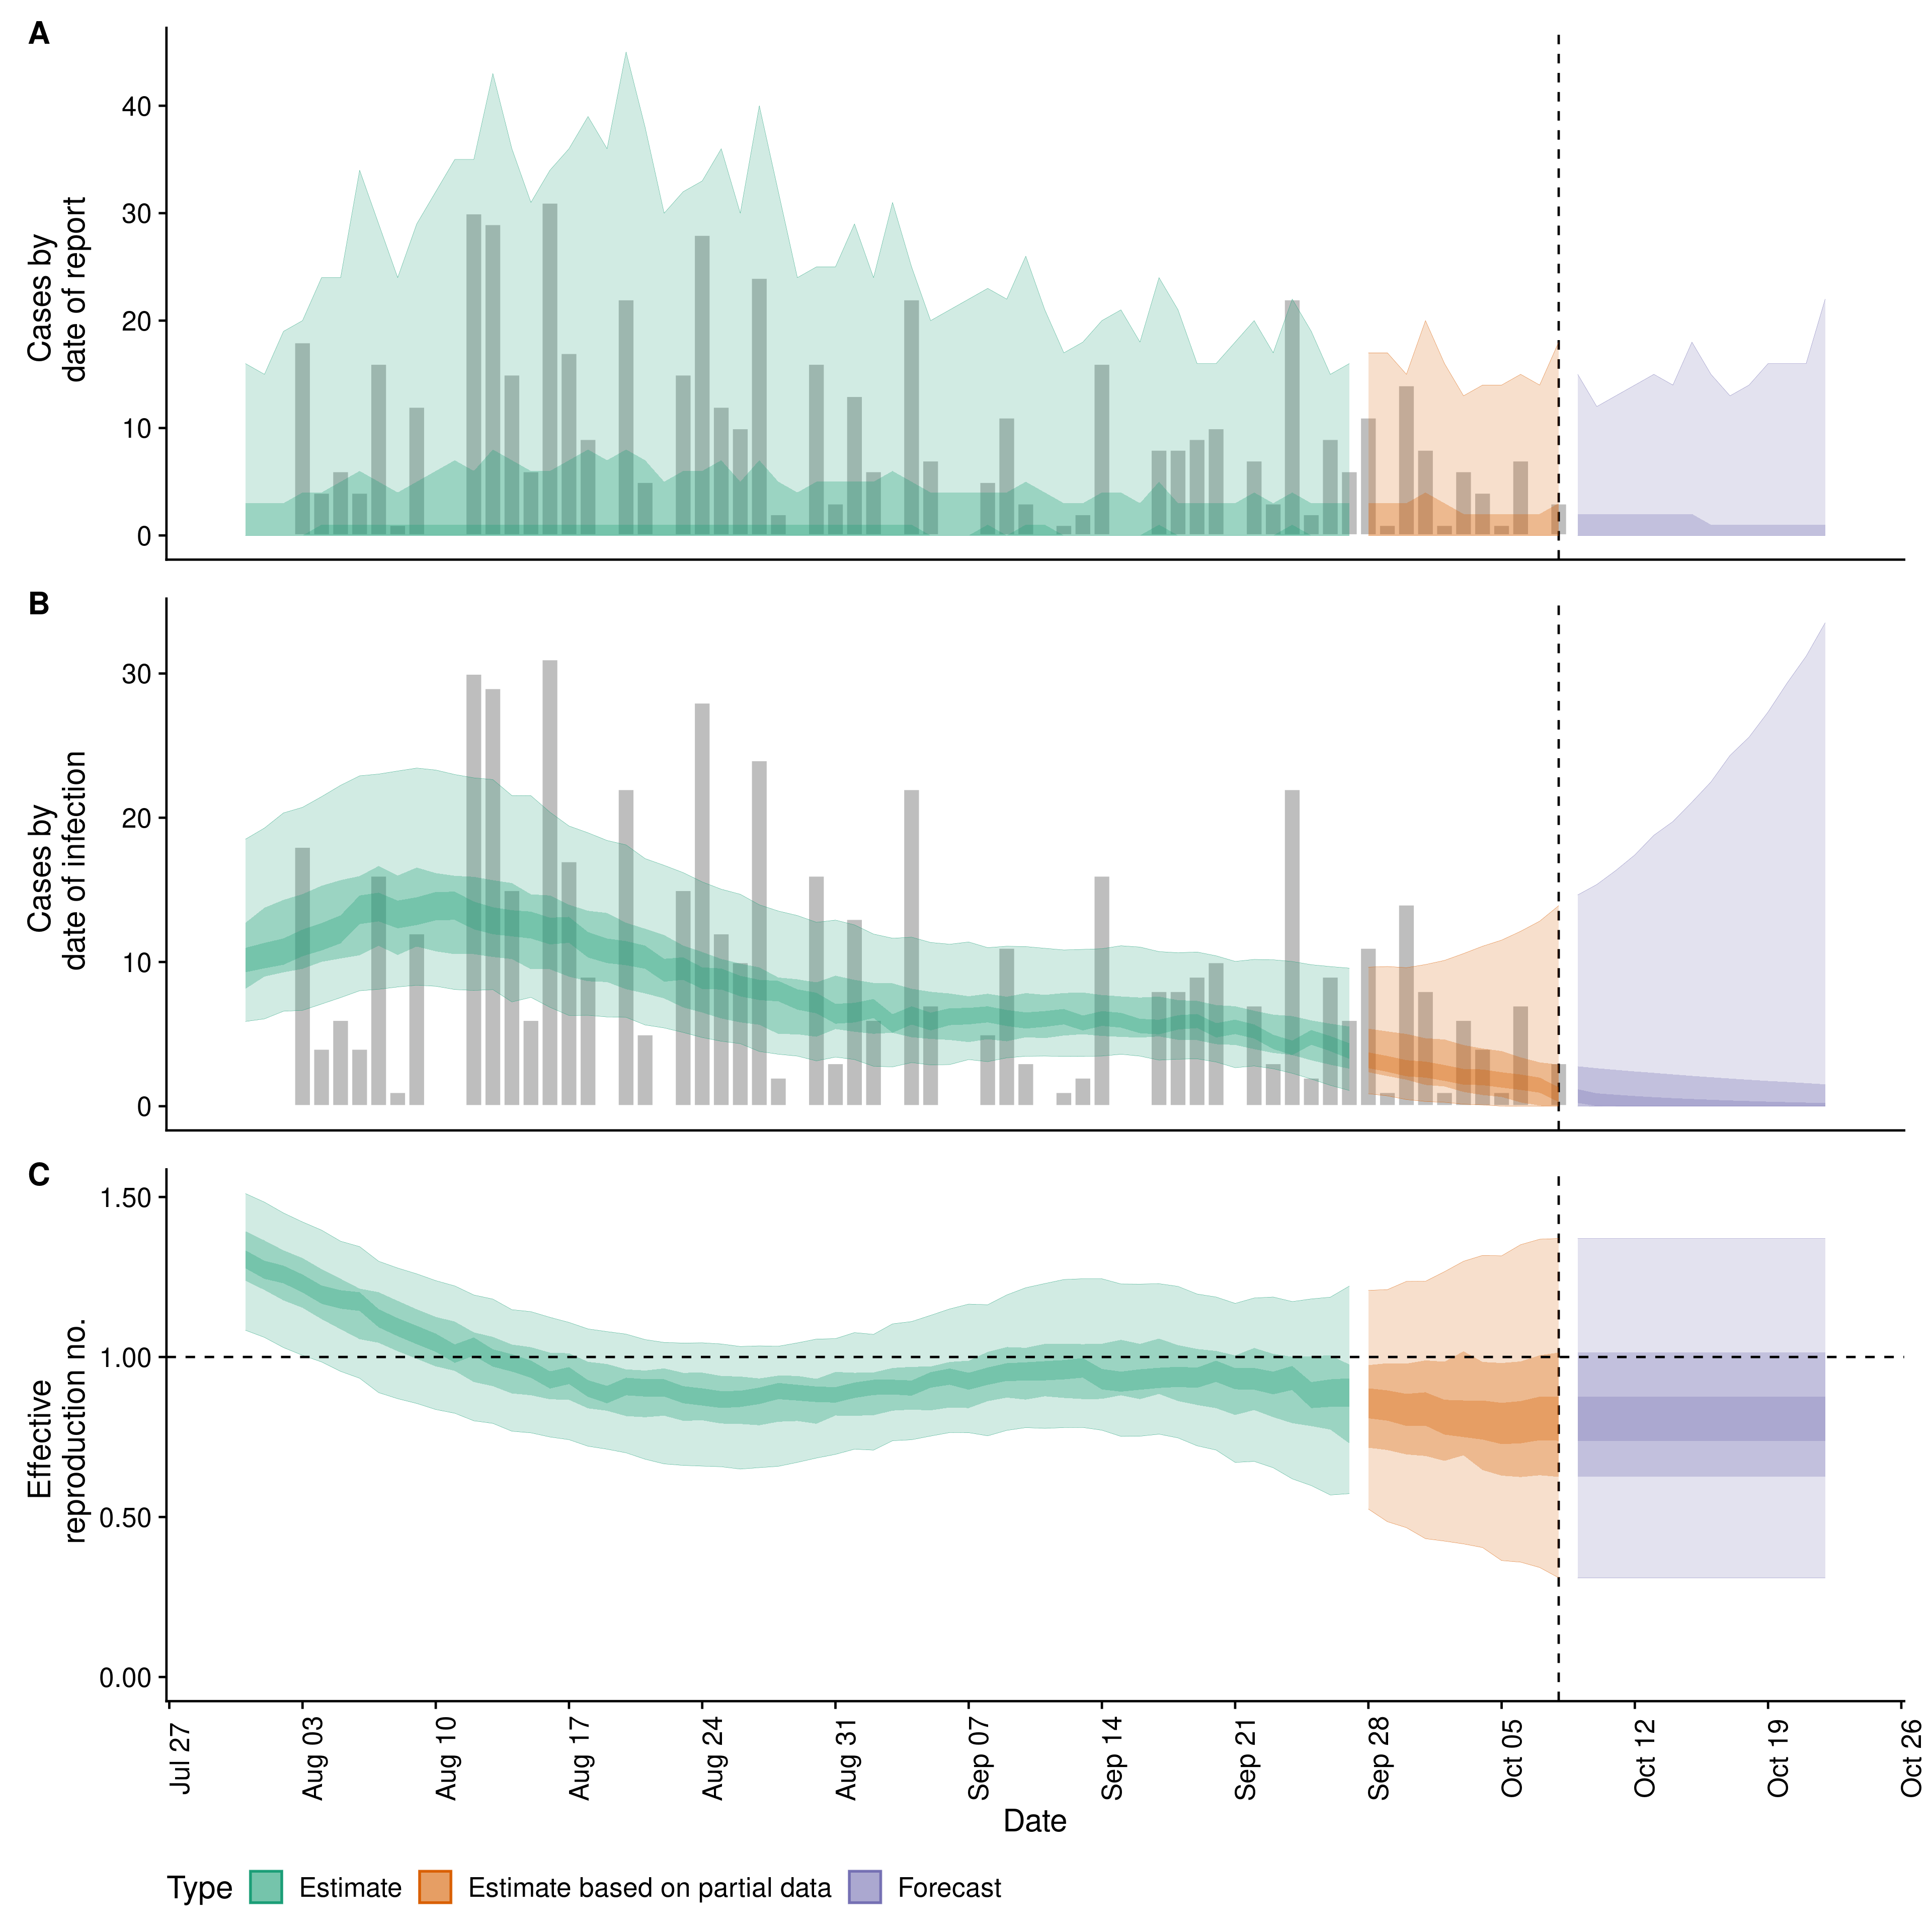 A
Cases by
date of report
40
30
20
10
0
B
Cases by
date of infection
30
20
10
0
C
Effective
reproduction no.
1.50
1.00
0.50
0.00
Jul 27
Aug 03
Aug 10
Aug 17
Aug 24
Aug 31
Sep 07
Sep 14
Sep 21
Sep 28
Oct 05
Oct 12
Oct 19
Oct 26
Date
Type Estimate Estimate based on partial data Forecast